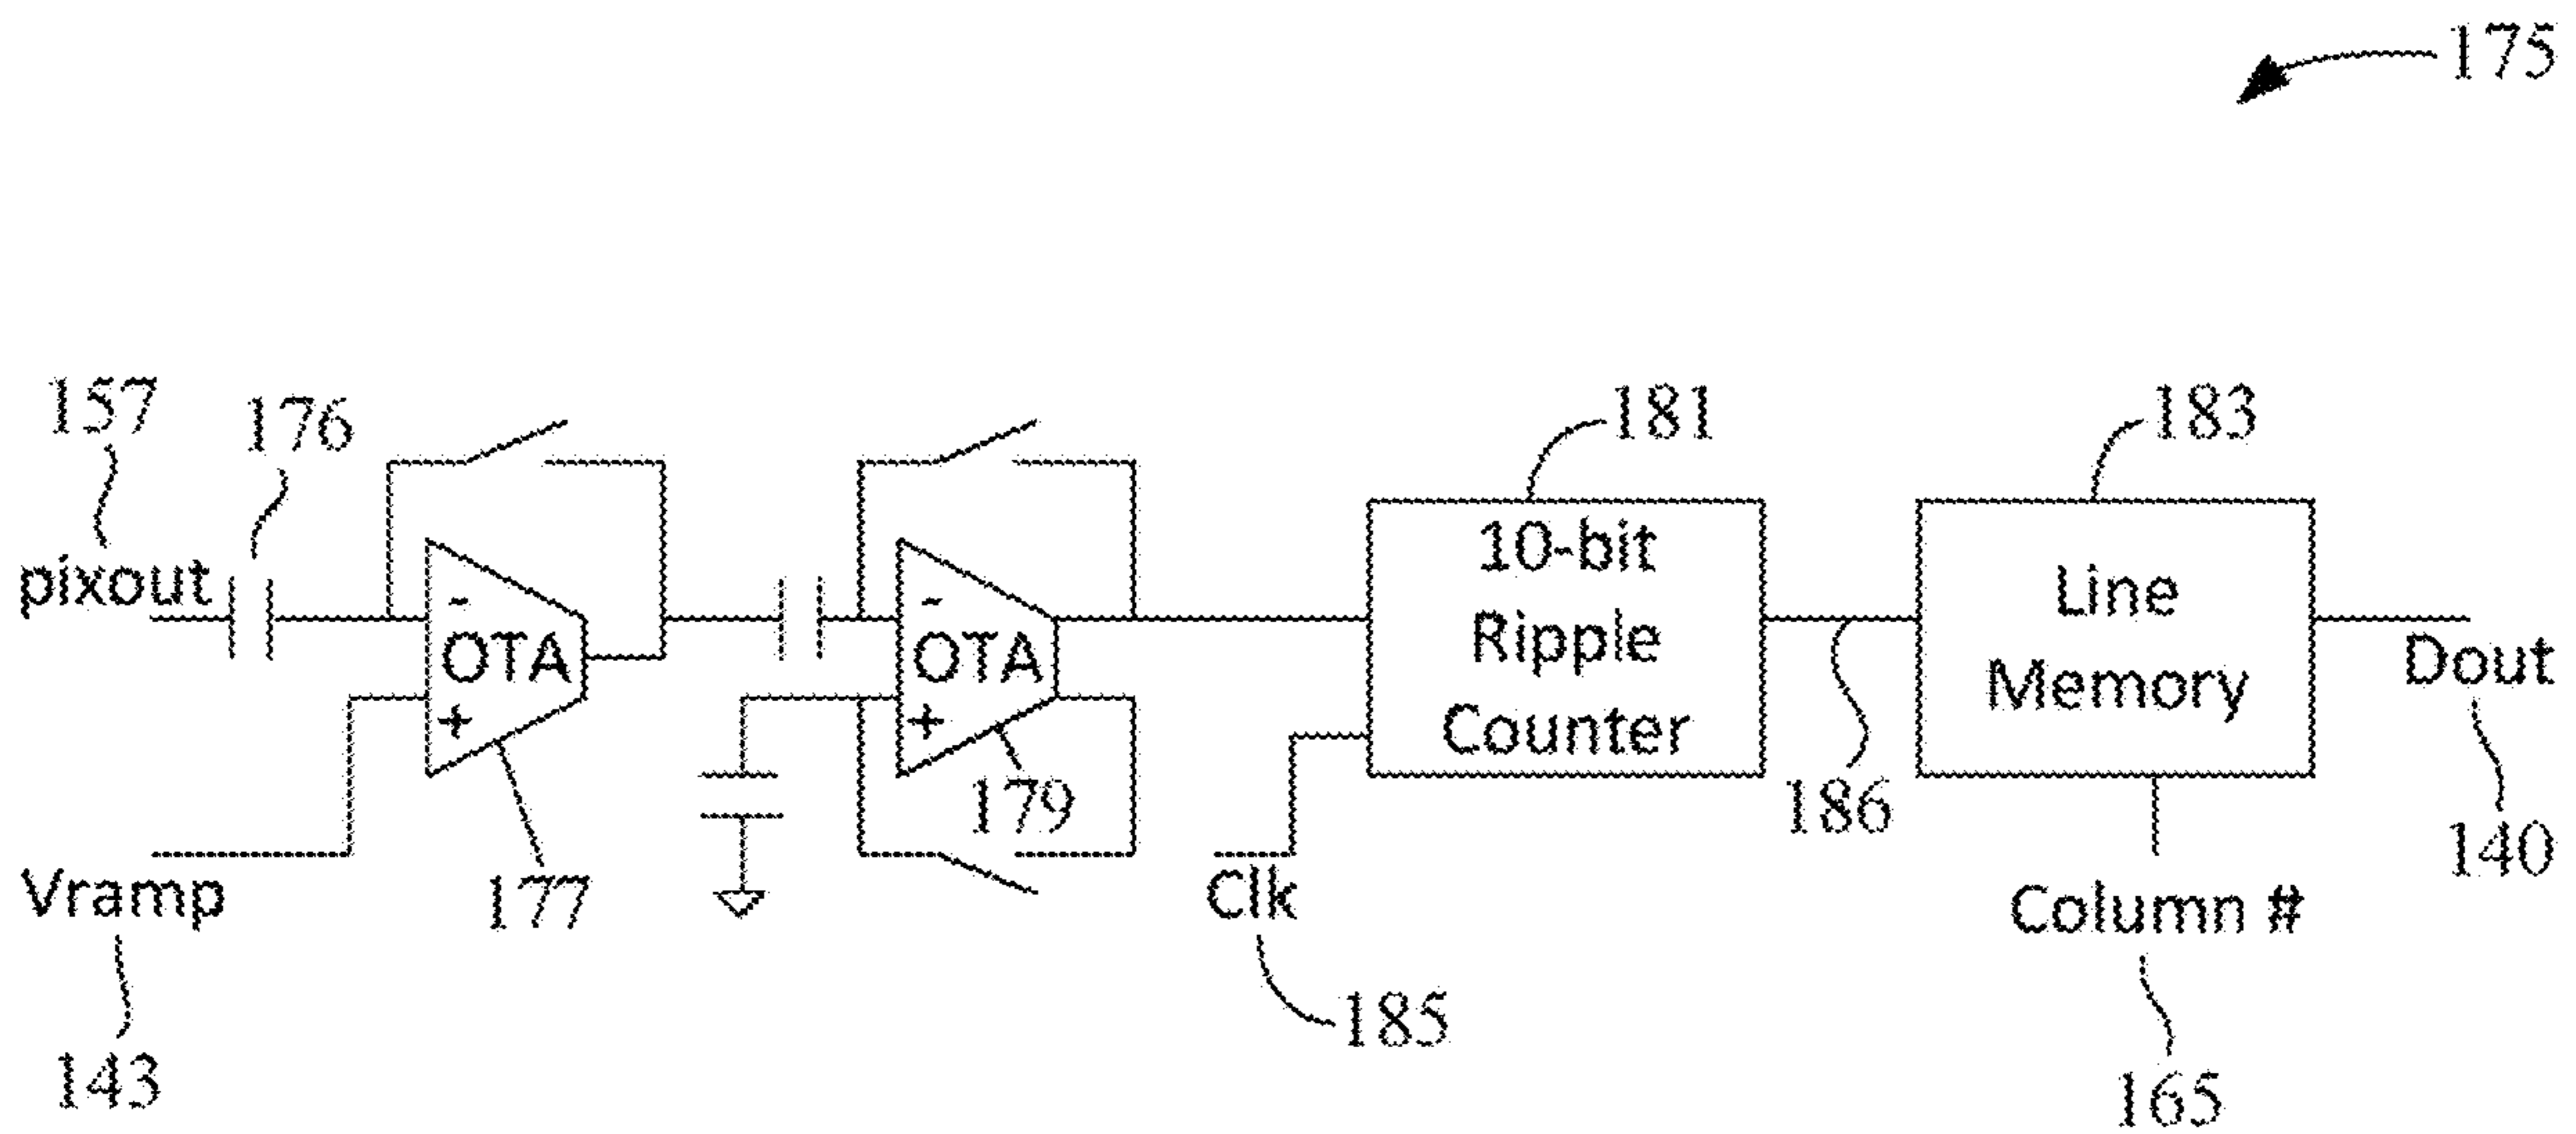 175
157
176
181
183
pixout
-
OTA
+
-
OTA
+
10-bit
Ripple
Counter
Line
Memory
Dout
179
186
140
Vramp
177
Clk
Column #
143
185
165